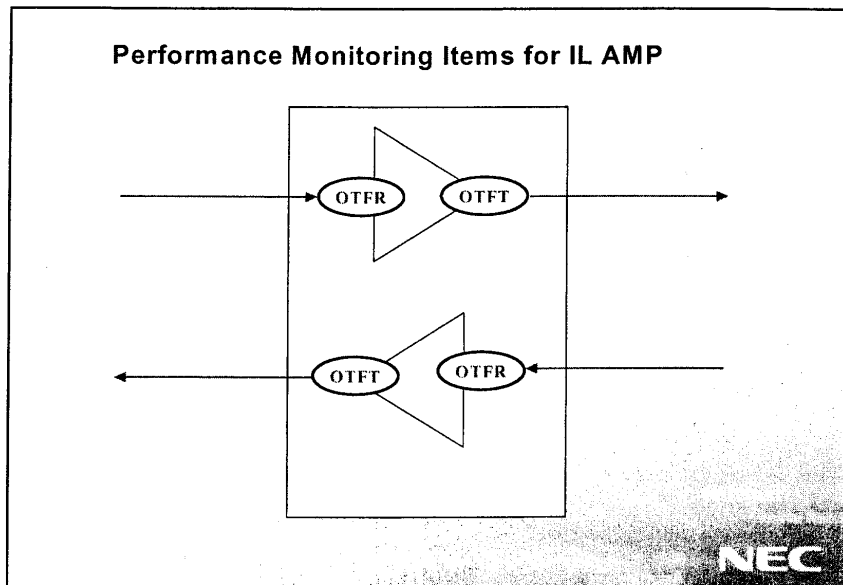 Performance Monitoring Items for IL AMP
OTFR
OTFT
OTFT
OTFR
NEC